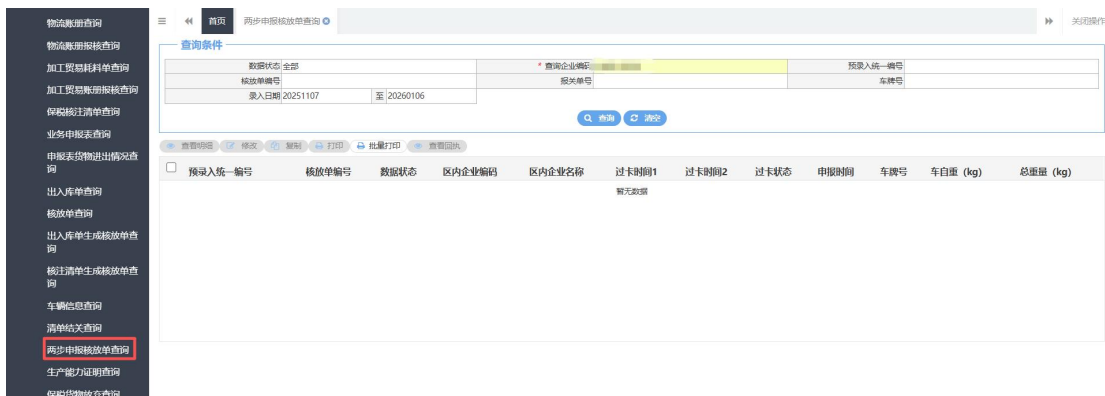 物流账册查询
物流账册报核查询
加工贸易耗料单查询
加工贸易账册报核查询
保税核注清单查询
业务申报表查询
申报表货物进出情况查
询
出入库单查询
核放单查询
出入库单生成核放单查
询
核注清单生成核放单查
询
车辆信息查询
清单结关查询
两步申报核放单查询
生产能力证明查询
首页 两步申报核放单查询 关闭操作
查询条件
数据状态 全部 * 查询企业编码 预录入统一编号
核放单编号 报关单号 车牌号
录入日期 20251107 至 20260106
查询 清空
查看明细 修改 复制 打印 批量打印 查看回执
预录入统一编号 核放单编号 数据状态 区内企业编码 区内企业名称 过卡时间1 过卡时间2 过卡状态 申报时间 车牌号 车自重 (kg) 总重量 (kg)
暂无数据